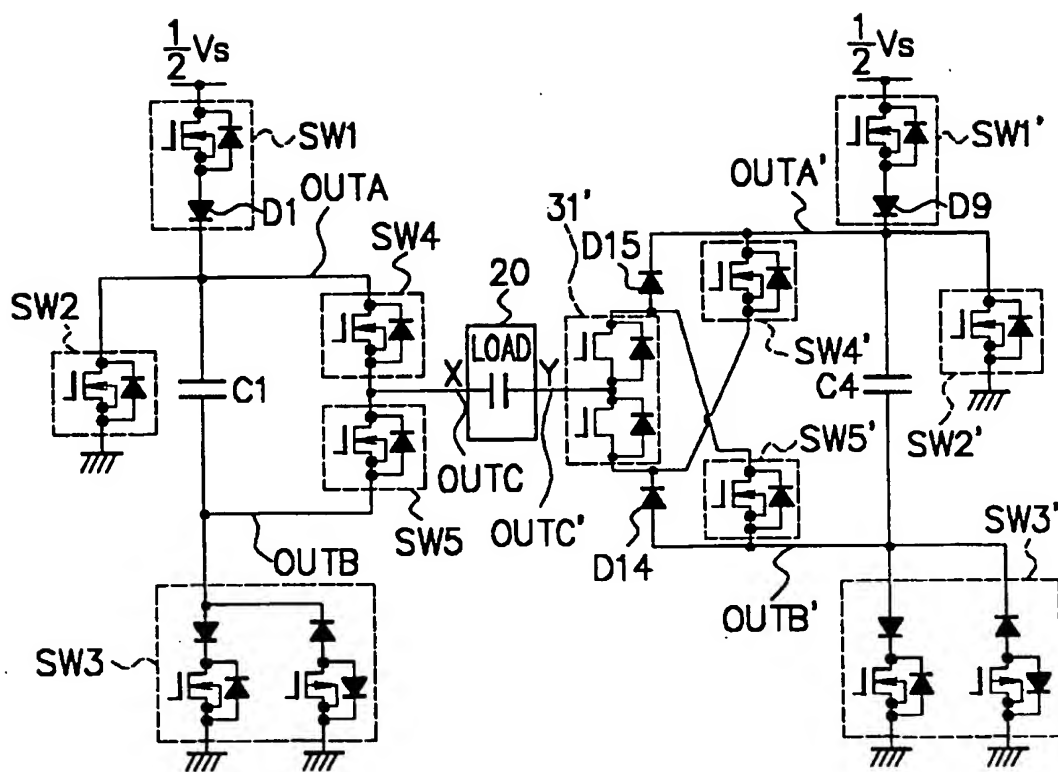 ½Vs
½Vs
SW1
SW1'
OUTA
OUTA'
D1
31'
D9
SW4
D15
20
SW2
LOAD
SW4'
C1
X
Y
C4
SW5'
SW2'
OUTC
SW5
OUTC'
SW3'
OUTB
D14
OUTB'
SW3